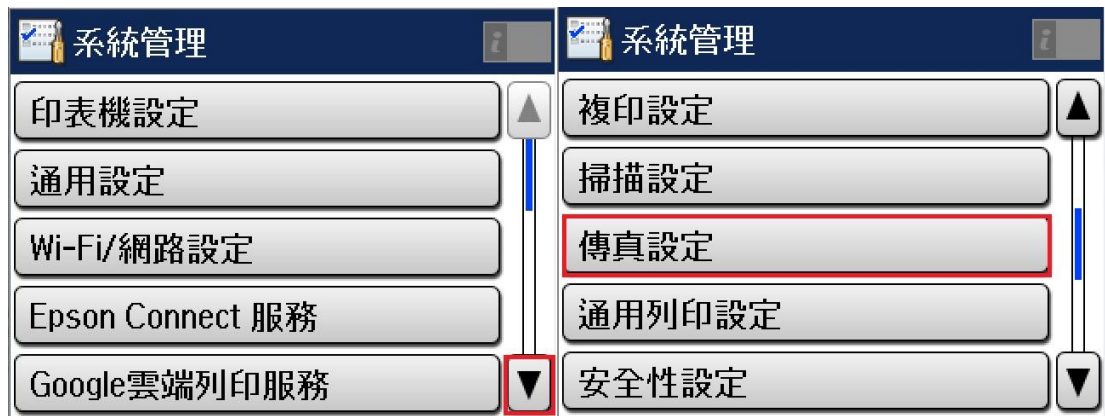 系統管理
印表機設定
通用設定
Wi-Fi/網路設定
Epson Connect 服務
Google雲端列印服務
系統管理
複印設定
掃描設定
傳真設定
通用列印設定
安全性設定